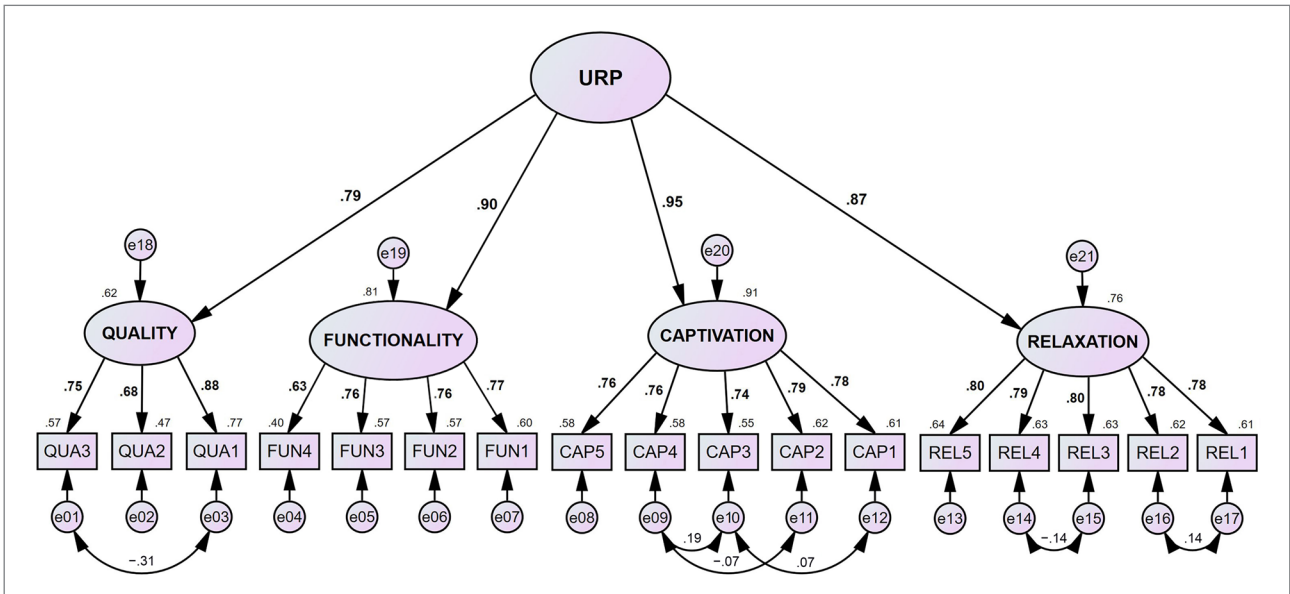 URP
.79
.90
.95
.87
e18
e19
e20
e21
.62
.81
.91
.76
QUALITY
FUNCTIONALITY
CAPTIVATION
RELAXATION
.75
.68
.88
.63
.76
.76
.77
.76
.76
.74
.79
.78
.80
.79
.80
.78
.78
.57
.47
.77
.40
.57
.57
.60
.58
.58
.55
.62
.61
.64
.63
.63
.62
.61
QUA3
QUA2
QUA1
FUN4
FUN3
FUN2
FUN1
CAP5
CAP4
CAP3
CAP2
CAP1
REL5
REL4
REL3
REL2
REL1
e01
e02
e03
e04
e05
e06
e07
e08
e09
e10
e11
e12
e13
e14
e15
e16
e17
−.31
.19
−.07
.07
−.14
.14